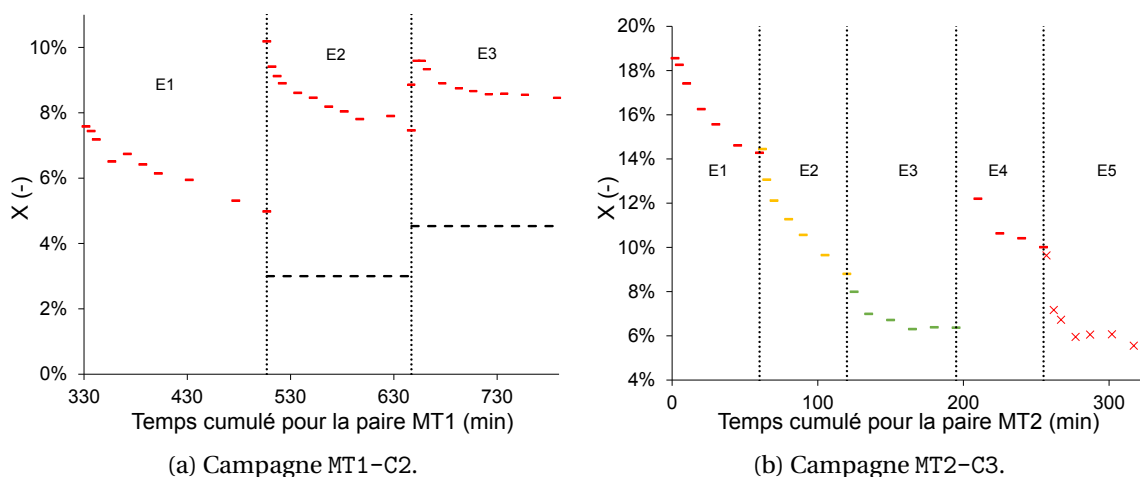 10%
8%
6%
4%
2%
0%
X (-)
E1
E2
E3
330
430
530
630
730
Temps cumulé pour la paire MT1 (min)
(a) Campagne MT1-C2.
20%
18%
16%
14%
12%
10%
8%
6%
4%
X (-)
E1
E2
E3
E4
E5
0
100
200
300
Temps cumulé pour la paire MT2 (min)
(b) Campagne MT2-C3.